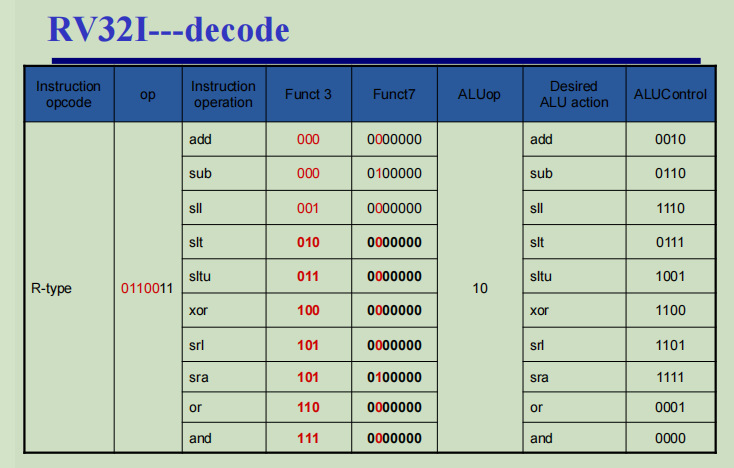 RV32I---decode
Instruction opcode op Instruction operation Funct 3 Funct7 ALUop Desired ALU action ALUControl
add 000 0000000 add 0010
sub 000 0100000 sub 0110
sll 001 0000000 sll 1110
slt 010 0000000 slt 0111
sltu 011 0000000 sltu 1001
R-type 0110011 10
xor 100 0000000 xor 1100
srl 101 0000000 srl 1101
sra 101 0100000 sra 1111
or 110 0000000 or 0001
and 111 0000000 and 0000